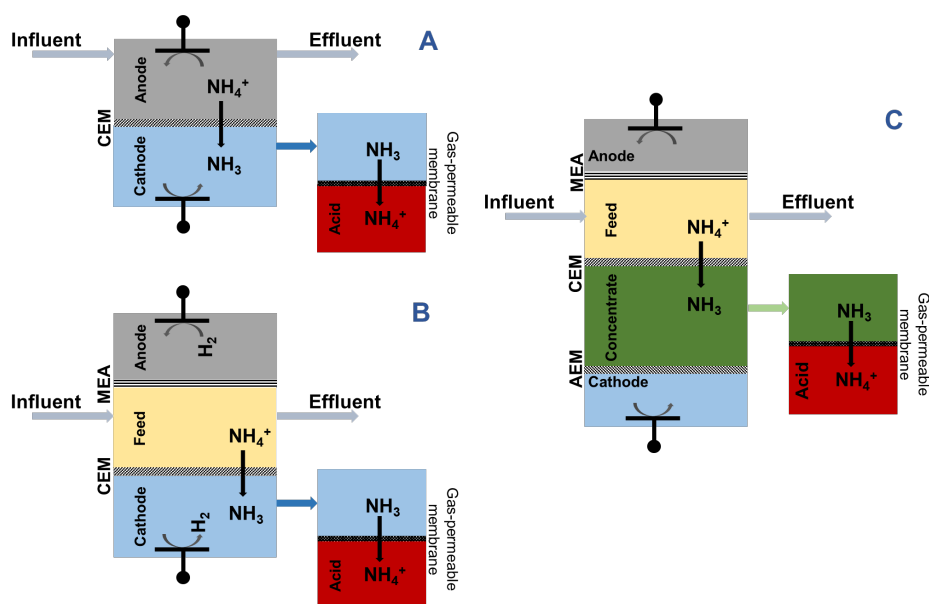 A
Influent
Effluent
Anode
NH₄⁺
CEM
Cathode
NH₃
NH₃
Acid
NH₄⁺
Gas-permeable
membrane
B
Anode
H₂
MEA
Influent
Effluent
Feed
NH₄⁺
CEM
Cathode
H₂
NH₃
NH₃
Acid
NH₄⁺
Gas-permeable
membrane
C
Anode
MEA
Influent
Effluent
Feed
NH₄⁺
CEM
Concentrate
NH₃
AEM
Cathode
NH₃
Acid
NH₄⁺
Gas-permeable
membrane